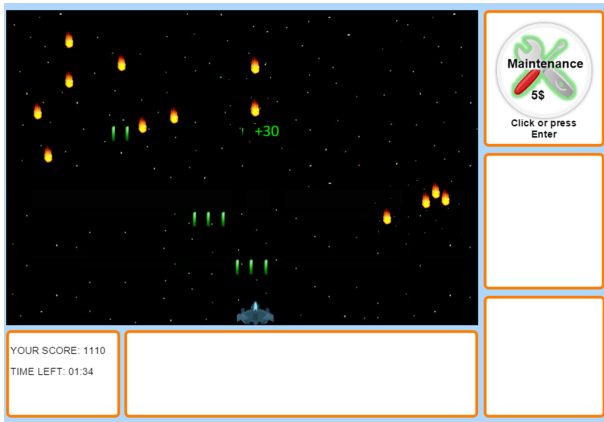 Maintenance
5$
Click or press
Enter
+30
YOUR SCORE: 1110
TIME LEFT: 01:34